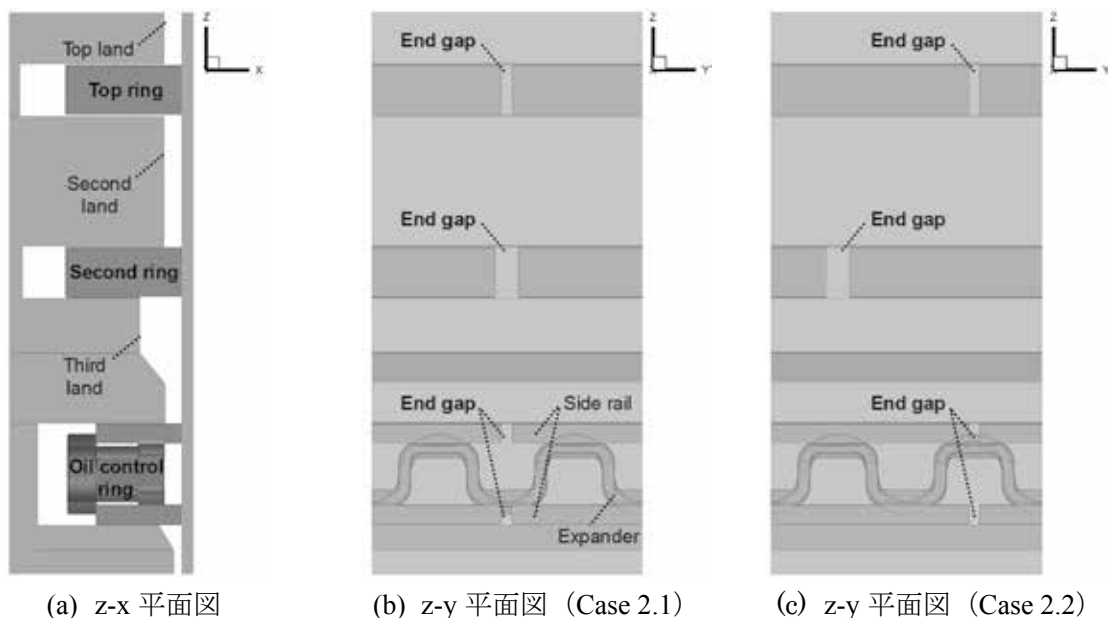 Z
X
Top land
Top ring
Second
land
Second ring
Third
land
Oil control
ring
(a) z-x 平面図
Z
Y
End gap
End gap
End gap
Side rail
Expander
(b) z-y 平面図（Case 2.1）
Z
Y
End gap
End gap
End gap
(c) z-y 平面図（Case 2.2）